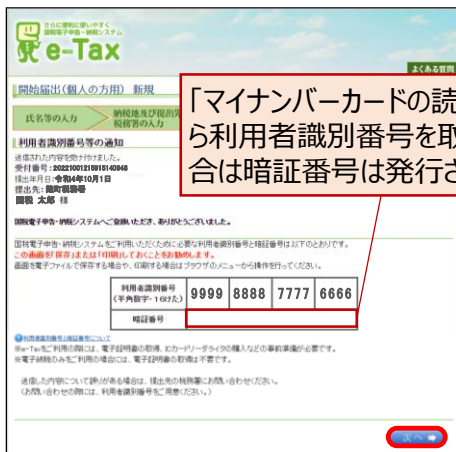 さらに便利に使いやすく
国税電子申告・納税システム
e-Tax
よくある質問
開始届出(個人の方用) 新規
氏名等の入力
納税地及び提出先
税務署の入力
「マイナンバーカードの読
ら利用者識別番号を取
合は暗証番号は発行さ
利用者識別番号等の通知
送信された内容を受け付けました。
受付番号:20221001215915140948
提出年月日:令和4年10月1日
提出先:麹町税務署
国税 太郎 様
国税電子申告・納税システムへご登録いただき、ありがとうございました。
国税電子申告・納税システムをご利用いただくために必要な利用者識別番号と暗証番号は以下のとおりです。
この画面を「保存」または「印刷」しておくことをお勧めします。
画面を電子ファイルで保存する場合や、印刷する場合はブラウザのメニューから操作を行ってください。
利用者識別番号
(半角数字・16けた)
9999 8888 7777 6666
暗証番号
利用者識別番号と暗証番号について
※e-Taxをご利用の際には、電子証明書の取得、ICカードリーダライタの購入などの事前準備が必要です。
※電子納税のみをご利用の場合には、電子証明書の取得は不要です。
送信した内容について誤りがある場合は、提出先の税務署にお問い合わせください。
(お問い合わせの際には、利用者識別番号をご用意ください。)
次へ